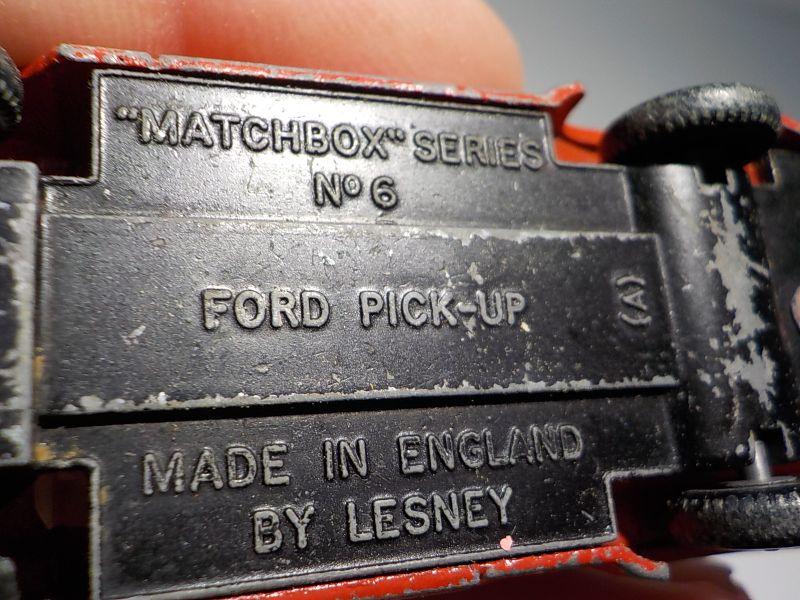 "MATCHBOX" SERIES
Nº 6
FORD PICK-UP
(A)
MADE IN ENGLAND
BY LESNEY